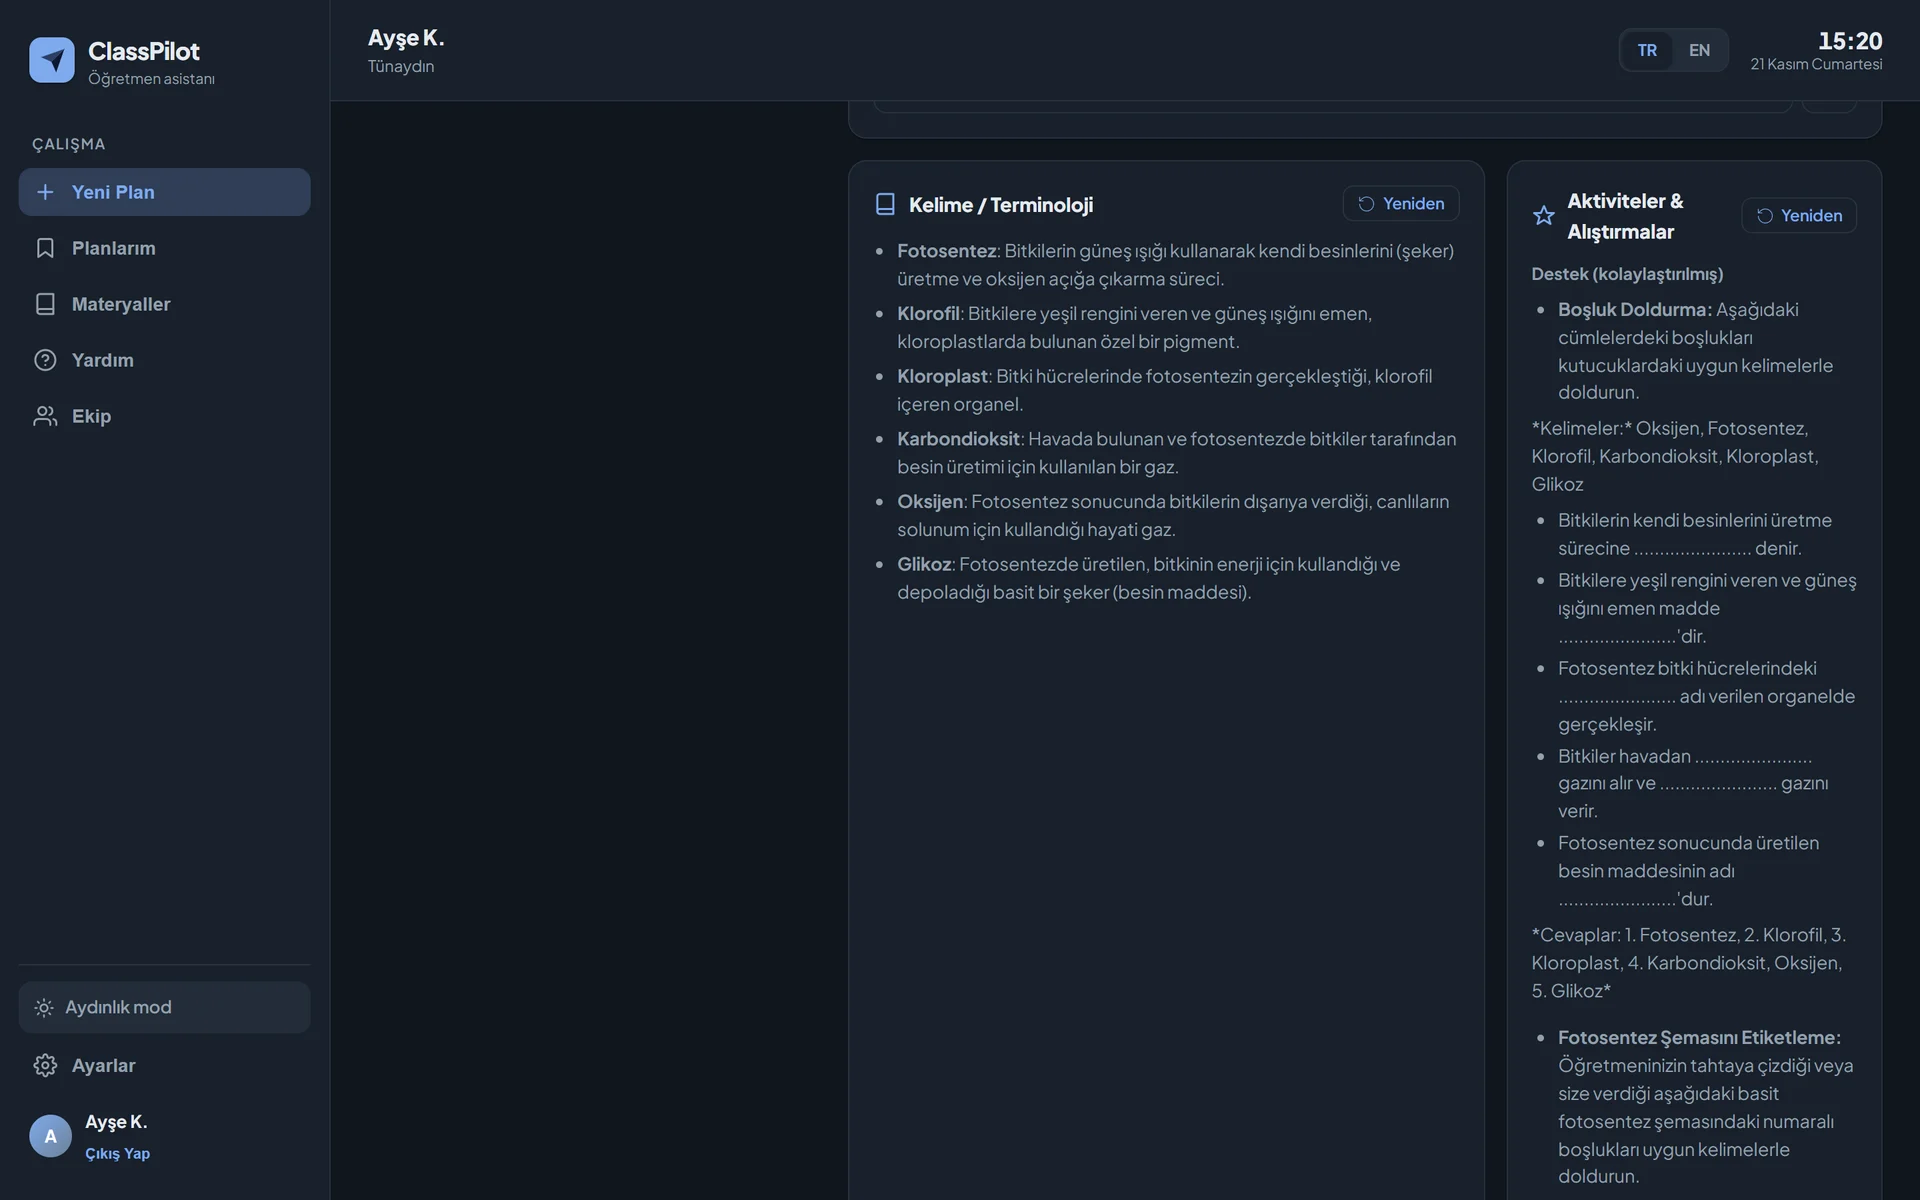 ClassPilot
Öğretmen asistanı
ÇALIŞMA
Yeni Plan
Planlarım
Materyaller
Yardım
Ekip
Aydınlık mod
Ayarlar
A
Ayşe K.
Çıkış Yap
Ayşe K.
Tünaydın
TR
EN
15:20
21 Kasım Cumartesi
Kelime / Terminoloji
Yeniden
• Fotosentez: Bitkilerin güneş ışığı kullanarak kendi besinlerini (şeker)
üretme ve oksijen açığa çıkarma süreci.
• Klorofil: Bitkilere yeşil rengini veren ve güneş ışığını emen,
kloroplastlarda bulunan özel bir pigment.
• Kloroplast: Bitki hücrelerinde fotosentezin gerçekleştiği, klorofil
içeren organel.
• Karbondioksit: Havada bulunan ve fotosentezde bitkiler tarafından
besin üretimi için kullanılan bir gaz.
• Oksijen: Fotosentez sonucunda bitkilerin dışarıya verdiği, canlıların
solunum için kullandığı hayati gaz.
• Glikoz: Fotosentezde üretilen, bitkinin enerji için kullandığı ve
depoladığı basit bir şeker (besin maddesi).
Aktiviteler &
Alıştırmalar
Yeniden
Destek (kolaylaştırılmış)
• Boşluk Doldurma: Aşağıdaki
cümlelerdeki boşlukları
kutucuklardaki uygun kelimelerle
doldurun.
*Kelimeler:* Oksijen, Fotosentez,
Klorofil, Karbondioksit, Kloroplast,
Glikoz
• Bitkilerin kendi besinlerini üretme
sürecine ....................... denir.
• Bitkilere yeşil rengini veren ve güneş
ışığını emen madde
.......................'dir.
• Fotosentez bitki hücrelerindeki
....................... adı verilen organelde
gerçekleşir.
• Bitkiler havadan .......................
gazını alır ve ....................... gazını
verir.
• Fotosentez sonucunda üretilen
besin maddesinin adı
.......................'dur.
*Cevaplar: 1. Fotosentez, 2. Klorofil, 3.
Kloroplast, 4. Karbondioksit, Oksijen,
5. Glikoz*
• Fotosentez Şemasını Etiketleme:
Öğretmeninizin tahtaya çizdiği veya
size verdiği aşağıdaki basit
fotosentez şemasındaki numaralı
boşlukları uygun kelimelerle
doldurun.